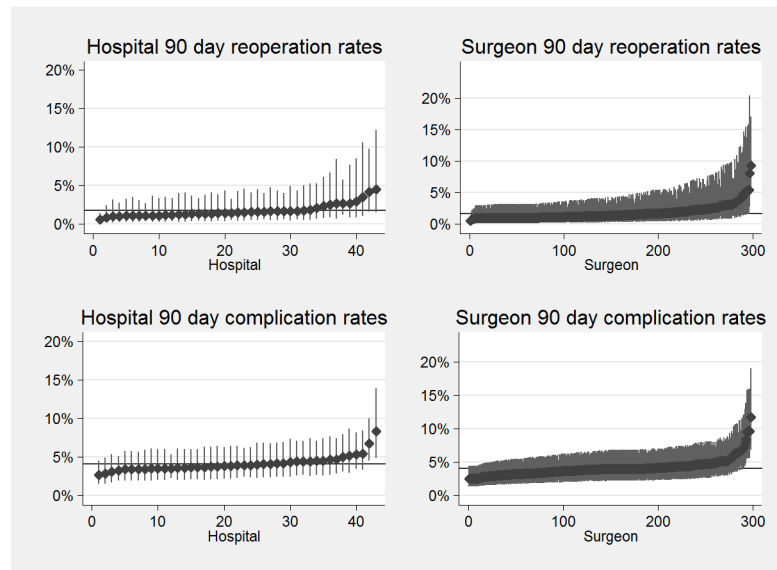 Hospital 90 day reoperation rates
20%
15%
10%
5%
0%
0 10 20 30 40
Hospital
Surgeon 90 day reoperation rates
20%
15%
10%
5%
0%
0 100 200 300
Surgeon
Hospital 90 day complication rates
20%
15%
10%
5%
0%
0 10 20 30 40
Hospital
Surgeon 90 day complication rates
20%
15%
10%
5%
0%
0 100 200 300
Surgeon